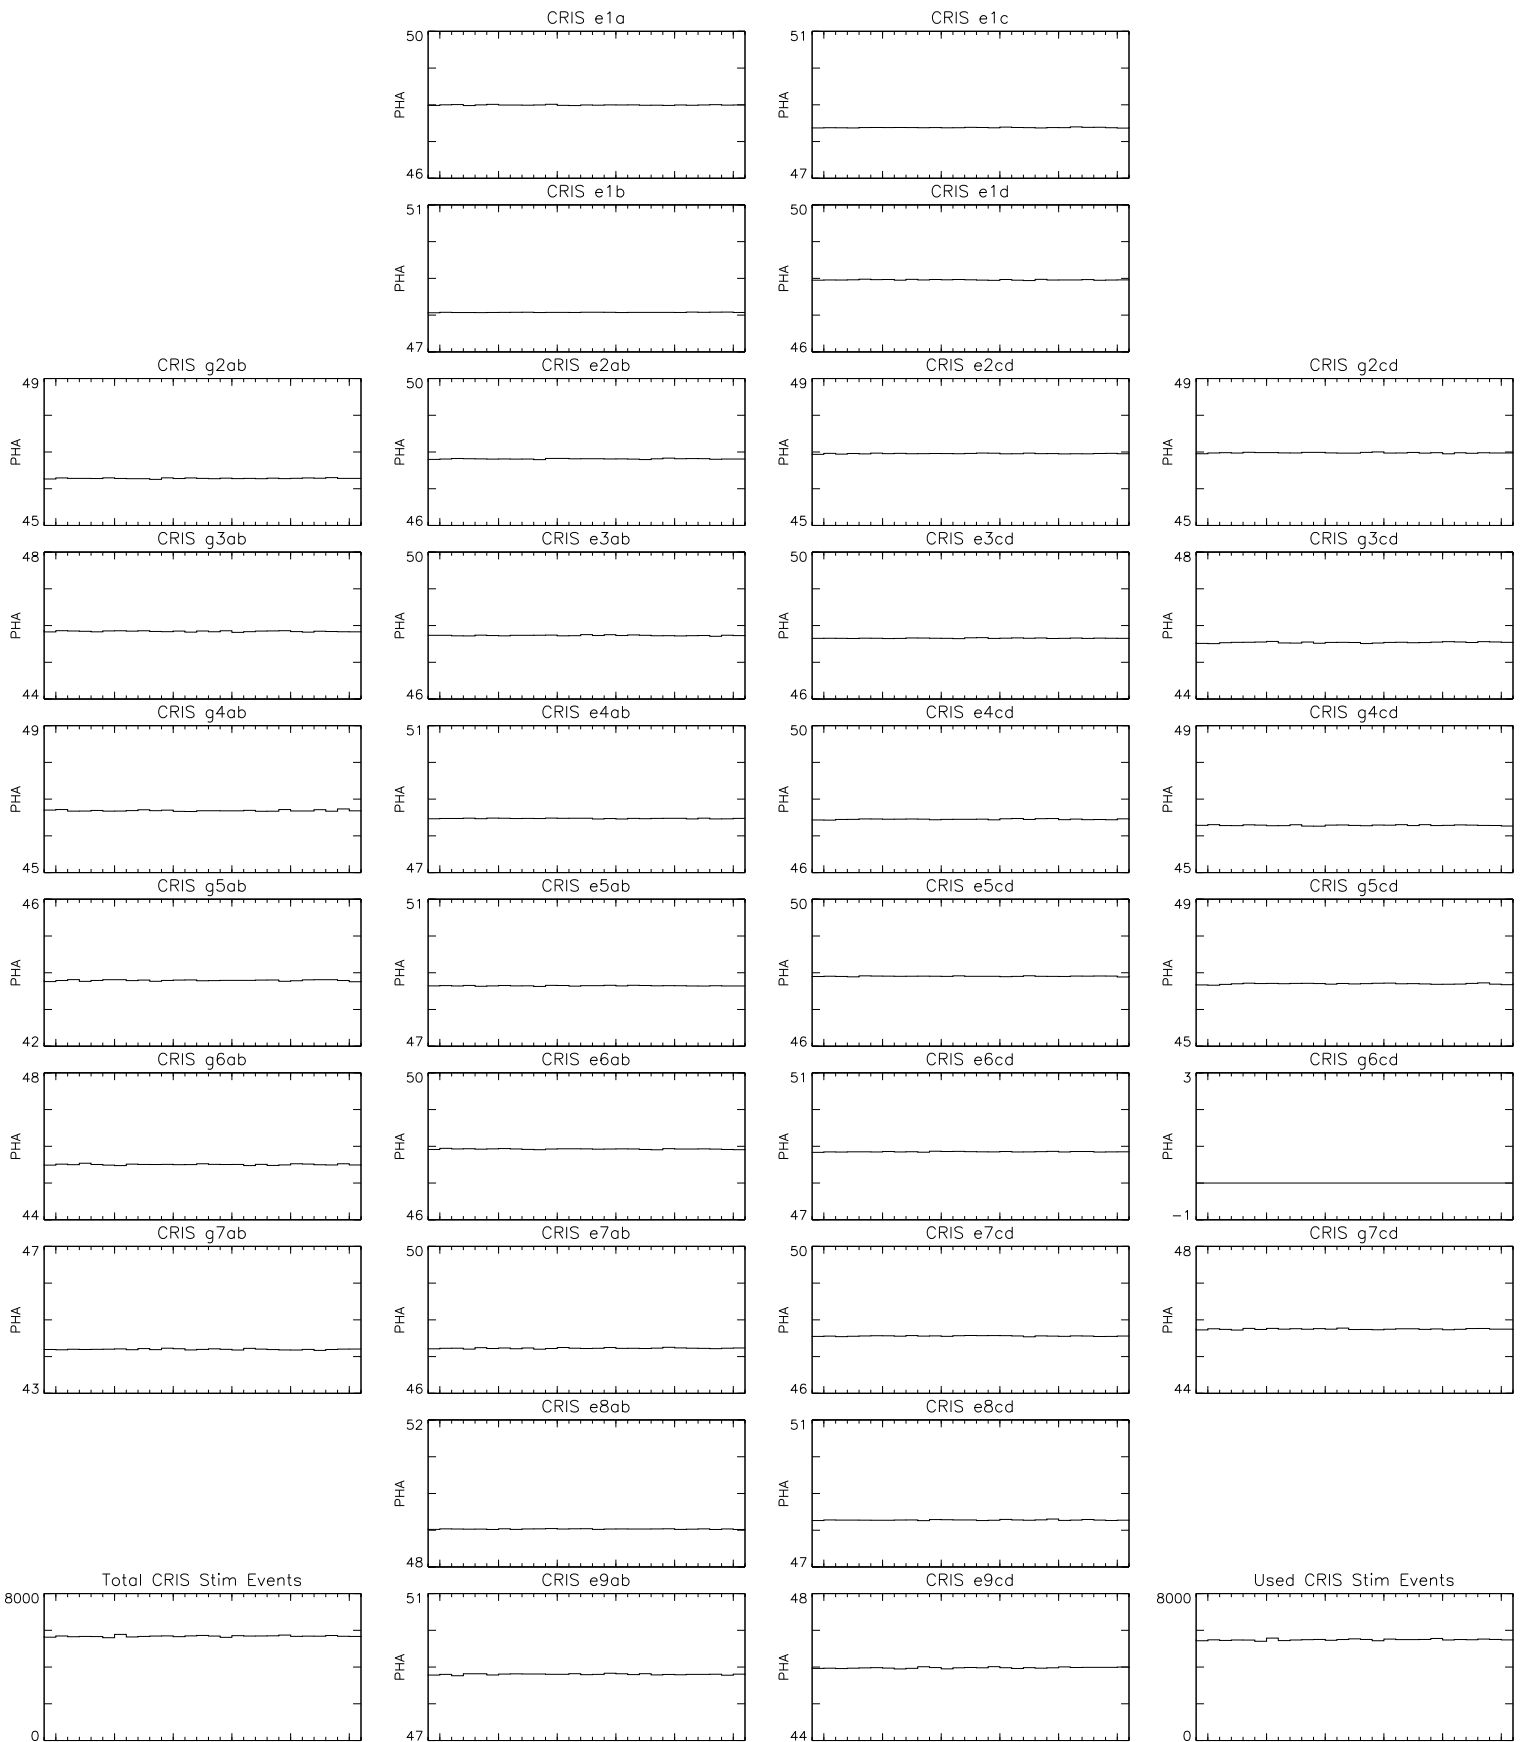 CRIS e1a
50
PHA
46
CRIS e1c
51
PHA
47
CRIS e1b
51
PHA
47
CRIS e1d
50
PHA
46
CRIS g2ab
49
PHA
45
CRIS e2ab
50
PHA
46
CRIS e2cd
49
PHA
45
CRIS g2cd
49
PHA
45
CRIS g3ab
48
PHA
44
CRIS e3ab
50
PHA
46
CRIS e3cd
50
PHA
46
CRIS g3cd
48
PHA
44
CRIS g4ab
49
PHA
45
CRIS e4ab
51
PHA
47
CRIS e4cd
50
PHA
46
CRIS g4cd
49
PHA
45
CRIS g5ab
46
PHA
42
CRIS e5ab
51
PHA
47
CRIS e5cd
50
PHA
46
CRIS g5cd
49
PHA
45
CRIS g6ab
48
PHA
44
CRIS e6ab
50
PHA
46
CRIS e6cd
51
PHA
47
CRIS g6cd
3
PHA
−1
CRIS g7ab
47
PHA
43
CRIS e7ab
50
PHA
46
CRIS e7cd
50
PHA
46
CRIS g7cd
48
PHA
44
CRIS e8ab
52
PHA
48
CRIS e8cd
51
PHA
47
Total CRIS Stim Events
8000
0
CRIS e9ab
51
PHA
47
CRIS e9cd
48
PHA
44
Used CRIS Stim Events
8000
0